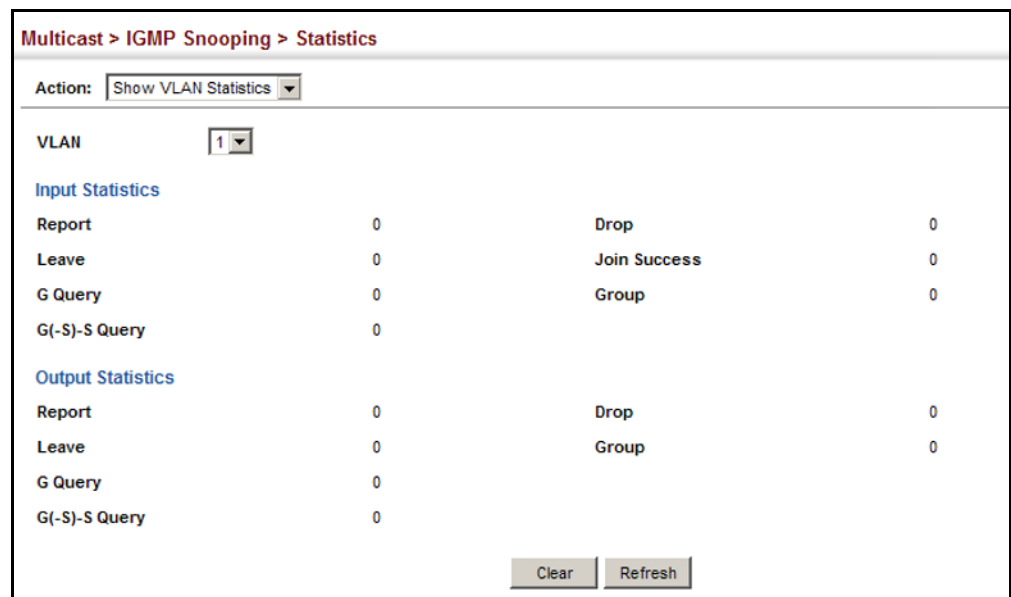 Multicast > IGMP Snooping > Statistics
Action: Show VLAN Statistics
VLAN 1
Input Statistics
Report 0 Drop 0
Leave 0 Join Success 0
G Query 0 Group 0
G(-S)-S Query 0
Output Statistics
Report 0 Drop 0
Leave 0 Group 0
G Query 0
G(-S)-S Query 0
Clear Refresh